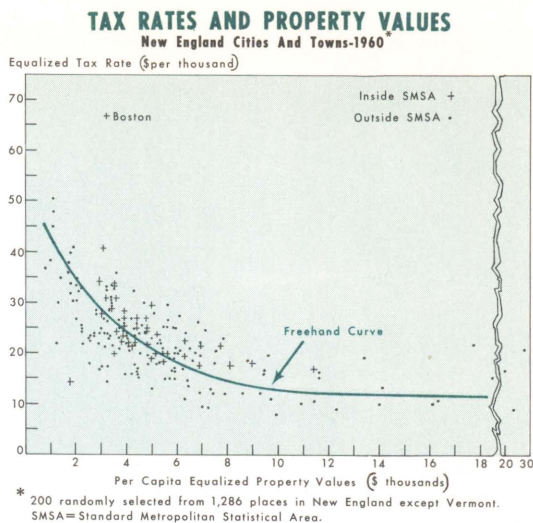 TAX RATES AND PROPERTY VALUES
New England Cities And Towns-1960*
Equalized Tax Rate ($per thousand)
70
60
50
40
30
20
10
0
+Boston
Inside SMSA +
Outside SMSA •
Freehand Curve
2 4 6 8 10 12 14 16 18 20 30
Per Capita Equalized Property Values ($ thousands)
* 200 randomly selected from 1,286 places in New England except Vermont.
SMSA=Standard Metropolitan Statistical Area.